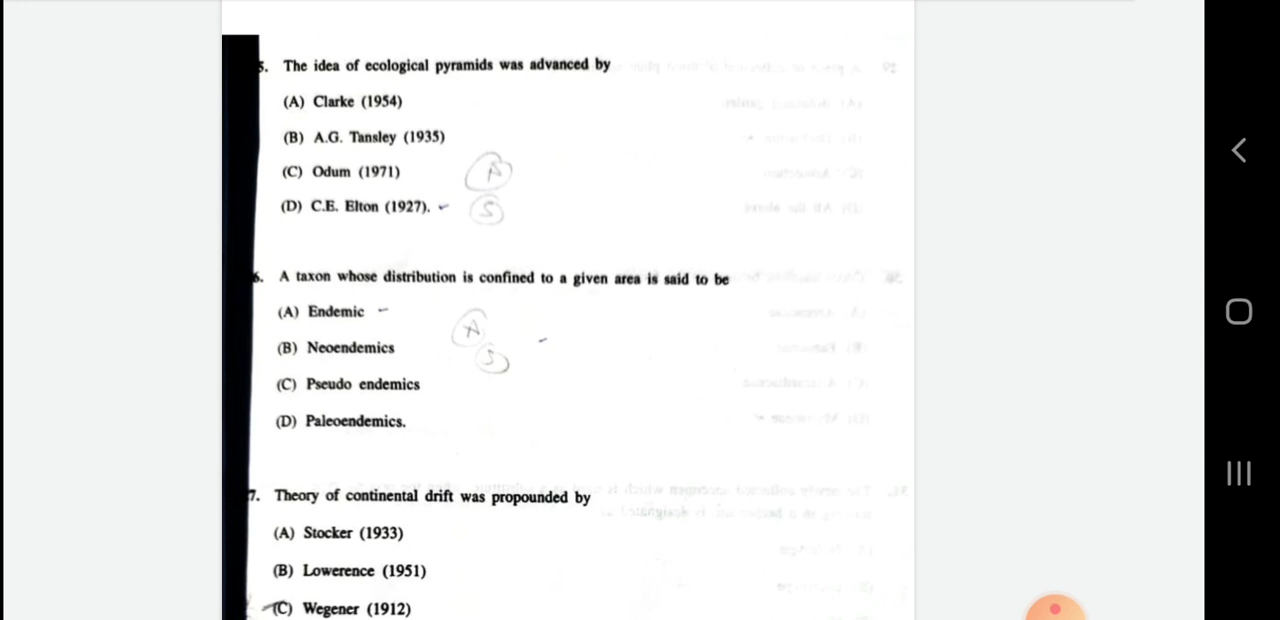 5. The idea of ecological pyramids was advanced by
(A) Clarke (1954)
(B) A.G. Tansley (1935)
(C) Odum (1971)
A
(D) C.E. Elton (1927).
S
6. A taxon whose distribution is confined to a given area is said to be
(A) Endemic
A
(B) Neoendemics
S
(C) Pseudo endemics
(D) Paleoendemics.
7. Theory of continental drift was propounded by
(A) Stocker (1933)
(B) Lowerence (1951)
(C) Wegener (1912)